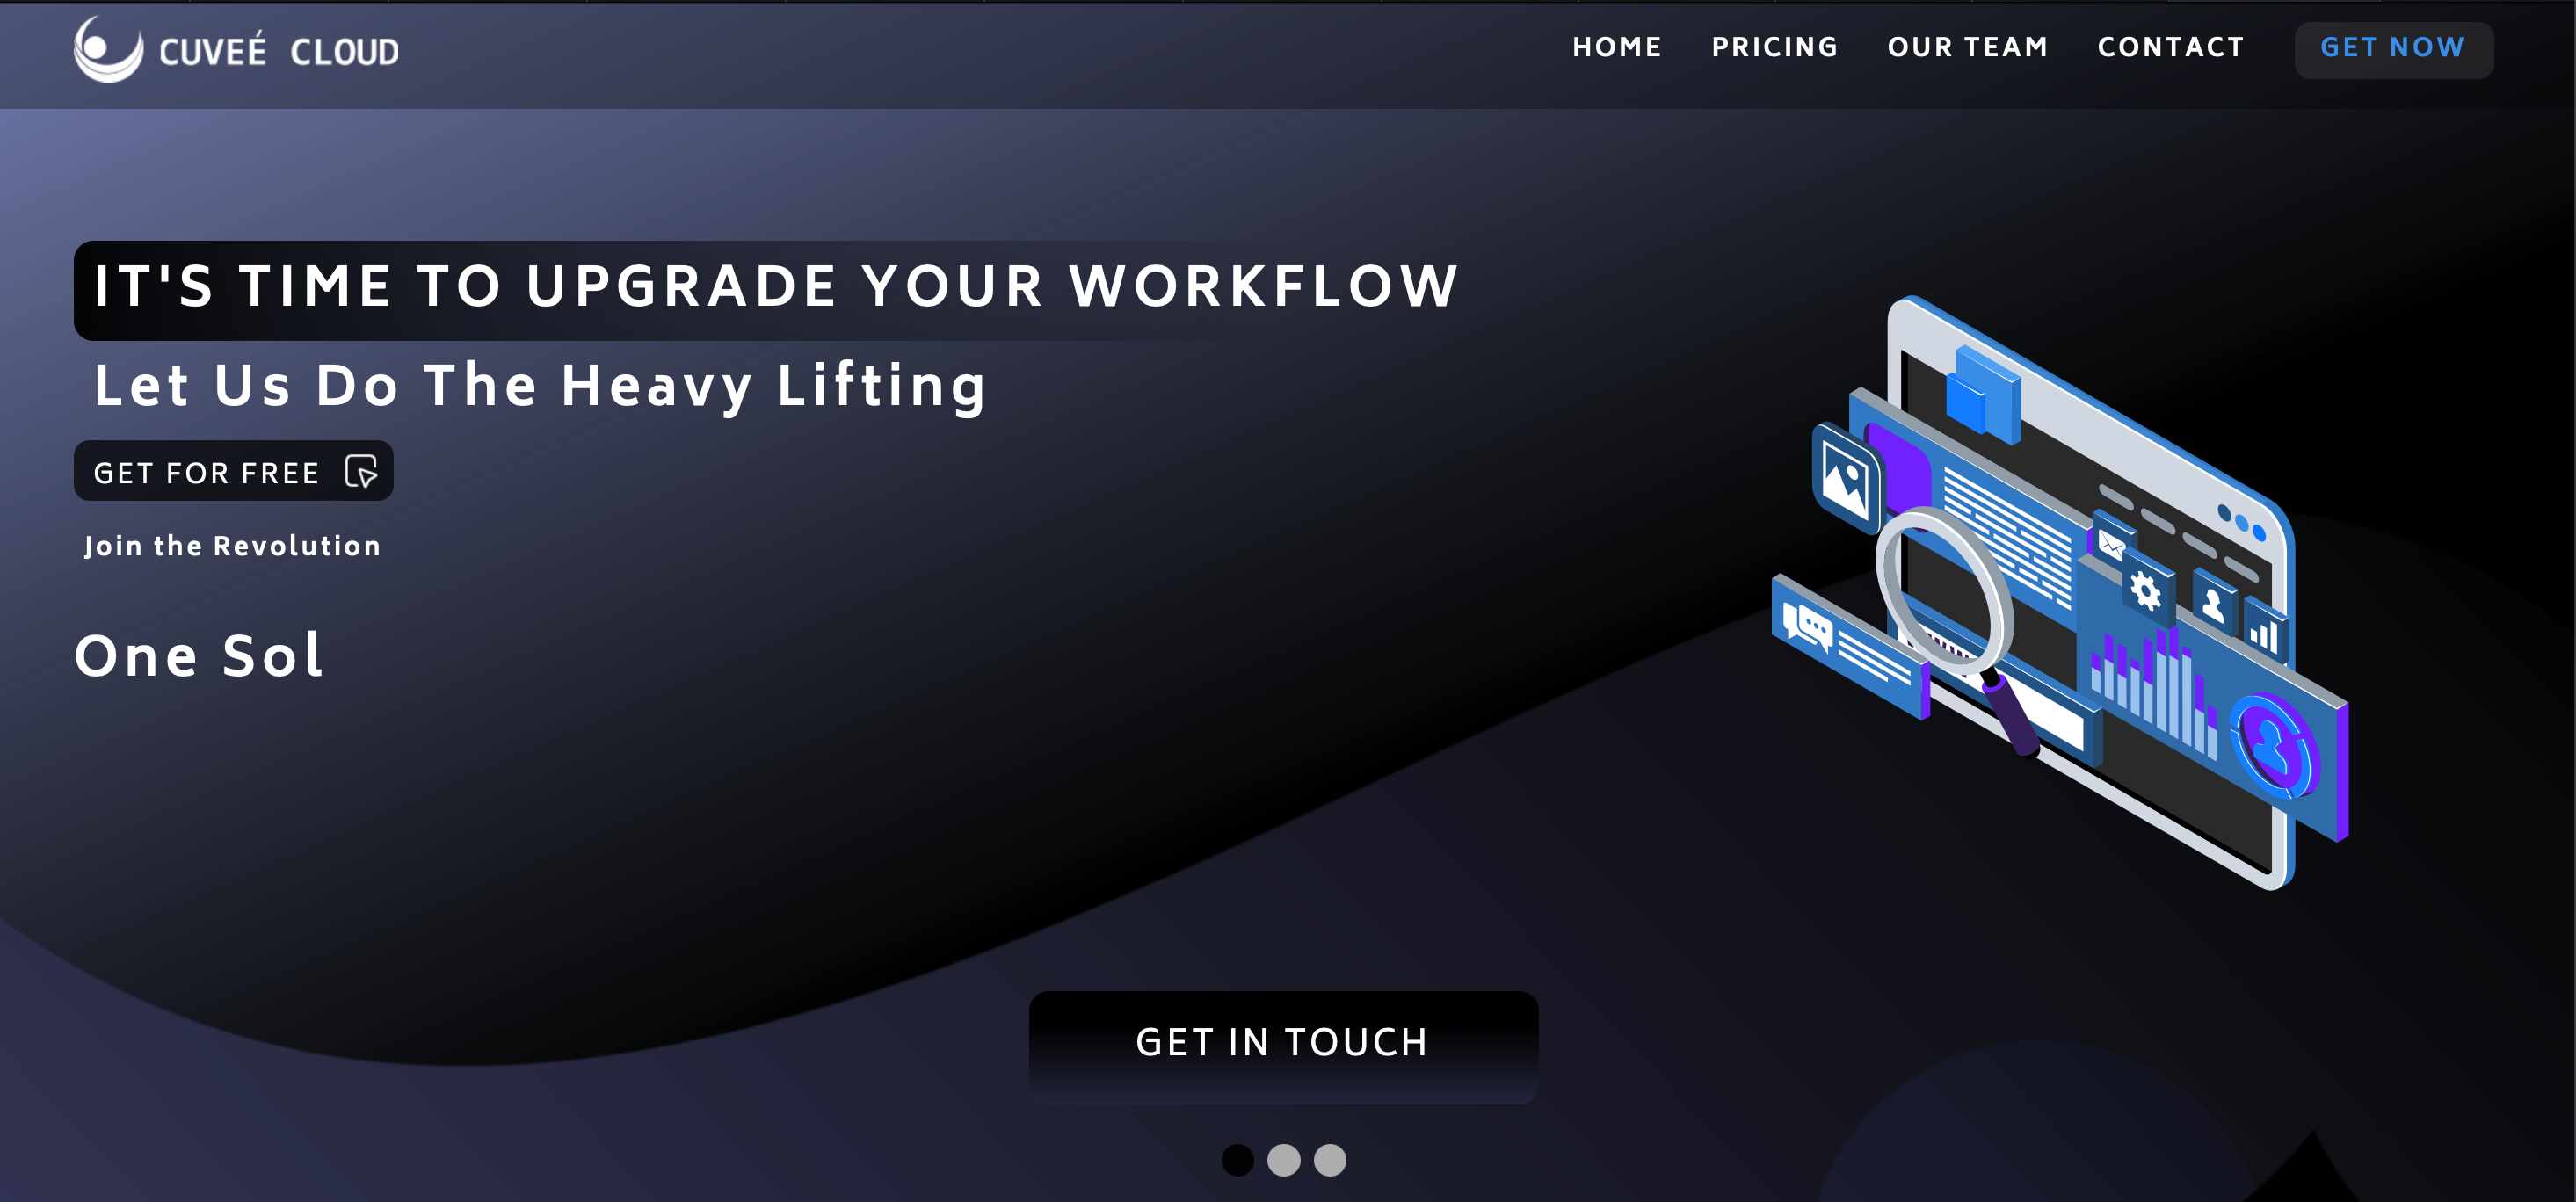 CUVEÉ CLOUD
HOME PRICING OUR TEAM CONTACT GET NOW
IT'S TIME TO UPGRADE YOUR WORKFLOW
Let Us Do The Heavy Lifting
GET FOR FREE
Join the Revolution
One Sol
GET IN TOUCH